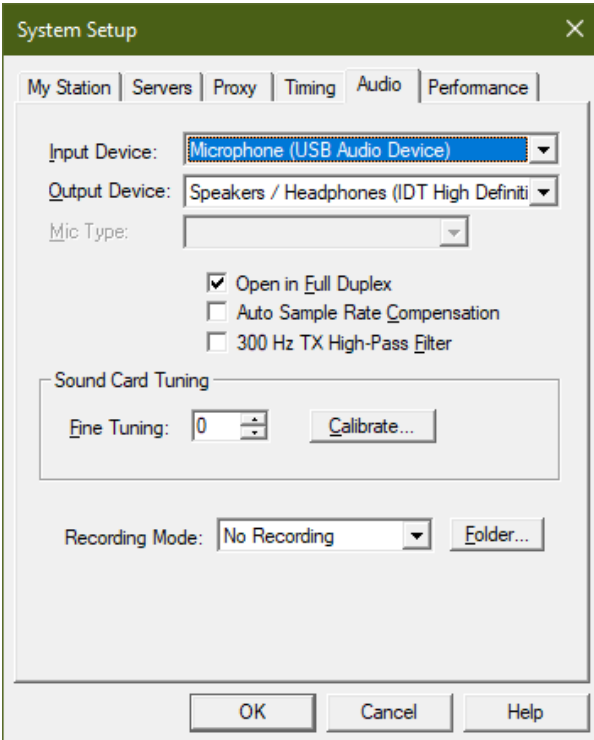 System Setup
My Station Servers Proxy Timing Audio Performance
Input Device: Microphone (USB Audio Device)
Output Device: Speakers / Headphones (IDT High Definiti
Mic Type:
Open in Full Duplex
Auto Sample Rate Compensation
300 Hz TX High-Pass Filter
Sound Card Tuning
Fine Tuning: 0 Calibrate...
Recording Mode: No Recording Folder...
OK Cancel Help